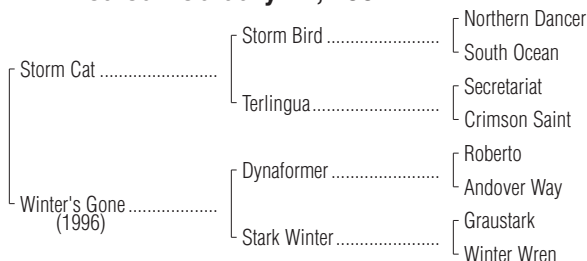 Northern Dancer
Storm Bird
South Ocean
Storm Cat
Secretariat
Terlingua
Crimson Saint
Roberto
Dynaformer
Andover Way
Winter's Gone
(1996)
Graustark
Stark Winter
Winter Wren